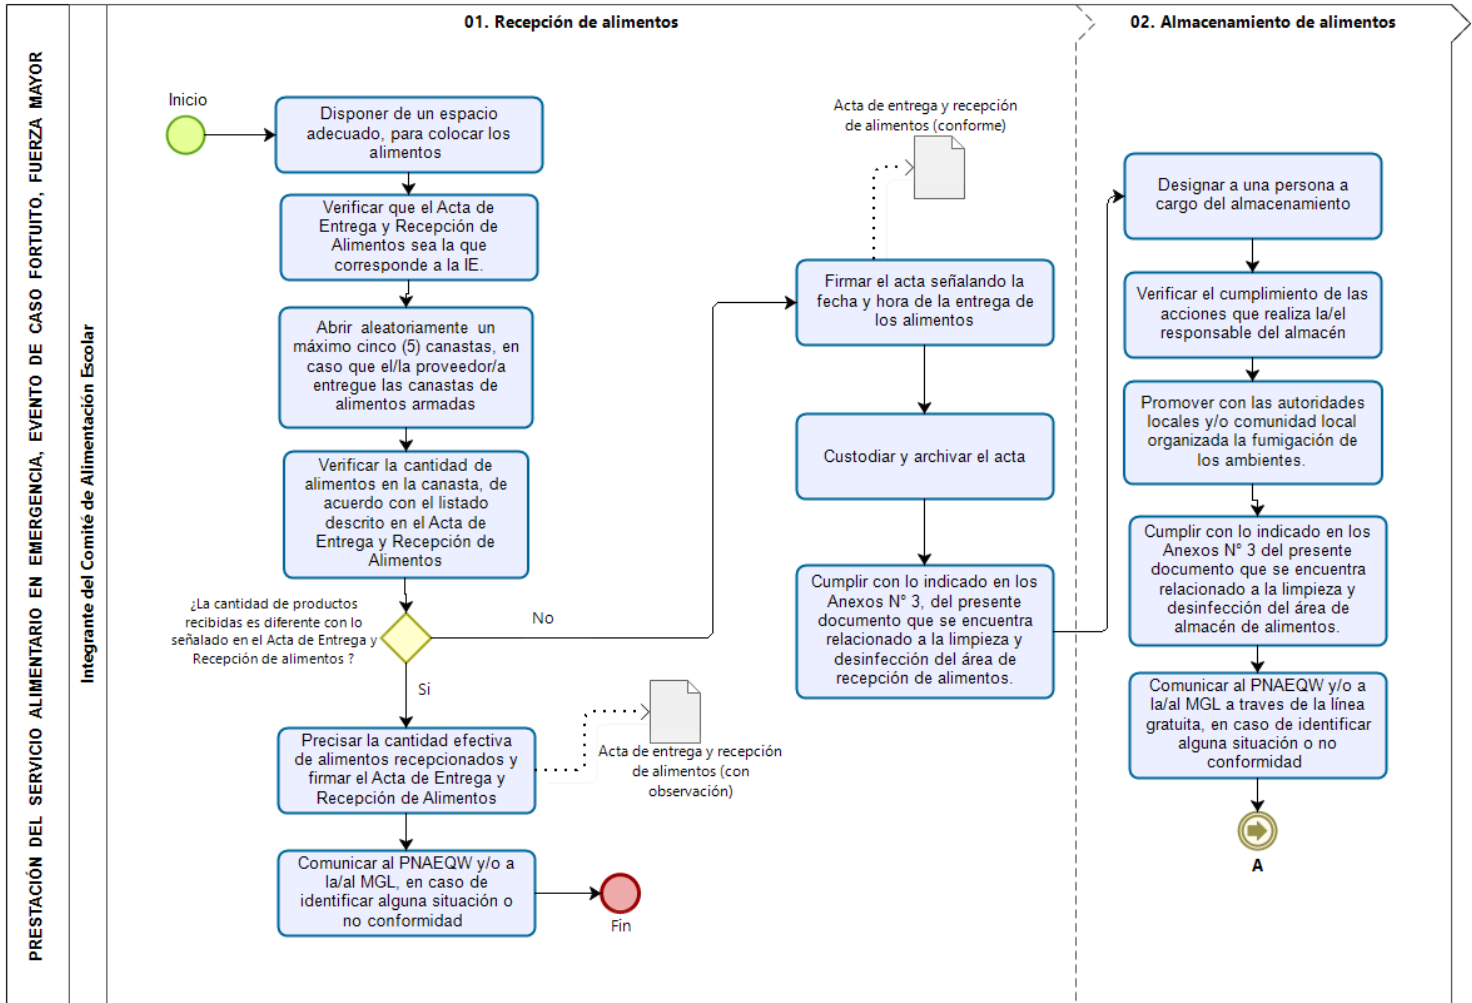 PRESTACIÓN DEL SERVICIO ALIMENTARIO EN EMERGENCIA, EVENTO DE CASO FORTUITO, FUERZA MAYOR
Integrante del Comité de Alimentación Escolar
01. Recepción de alimentos
02. Almacenamiento de alimentos
Inicio
Disponer de un espacio
adecuado, para colocar los
alimentos
Verificar que el Acta de
Entrega y Recepción de
Alimentos sea la que
corresponde a la IE.
Abrir aleatoriamente un
máximo cinco (5) canastas, en
caso que el/la proveedor/a
entregue las canastas de
alimentos armadas
Verificar la cantidad de
alimentos en la canasta, de
acuerdo con el listado
descrito en el Acta de
Entrega y Recepción de
Alimentos
¿La cantidad de productos
recibidas es diferente con lo
señalado en el Acta de Entrega y
Recepción de alimentos ?
No
Si
Precisar la cantidad efectiva
de alimentos recepcionados y
firmar el Acta de Entrega y
Recepción de Alimentos
Acta de entrega y recepción
de alimentos (con
observación)
Comunicar al PNAEQW y/o a
la/al MGL, en caso de
identificar alguna situación o
no conformidad
Fin
Acta de entrega y recepción
de alimentos (conforme)
Firmar el acta señalando la
fecha y hora de la entrega de
los alimentos
Custodiar y archivar el acta
Cumplir con lo indicado en los
Anexos N° 3, del presente
documento que se encuentra
relacionado a la limpieza y
desinfección del área de
recepción de alimentos.
Designar a una persona a
cargo del almacenamiento
Verificar el cumplimiento de las
acciones que realiza la/el
responsable del almacén
Promover con las autoridades
locales y/o comunidad local
organizada la fumigación de
los ambientes.
Cumplir con lo indicado en los
Anexos N° 3 del presente
documento que se encuentra
relacionado a la limpieza y
desinfección del área de
almacén de alimentos.
Comunicar al PNAEQW y/o a
la/al MGL a traves de la línea
gratuita, en caso de identificar
alguna situación o no
conformidad
A